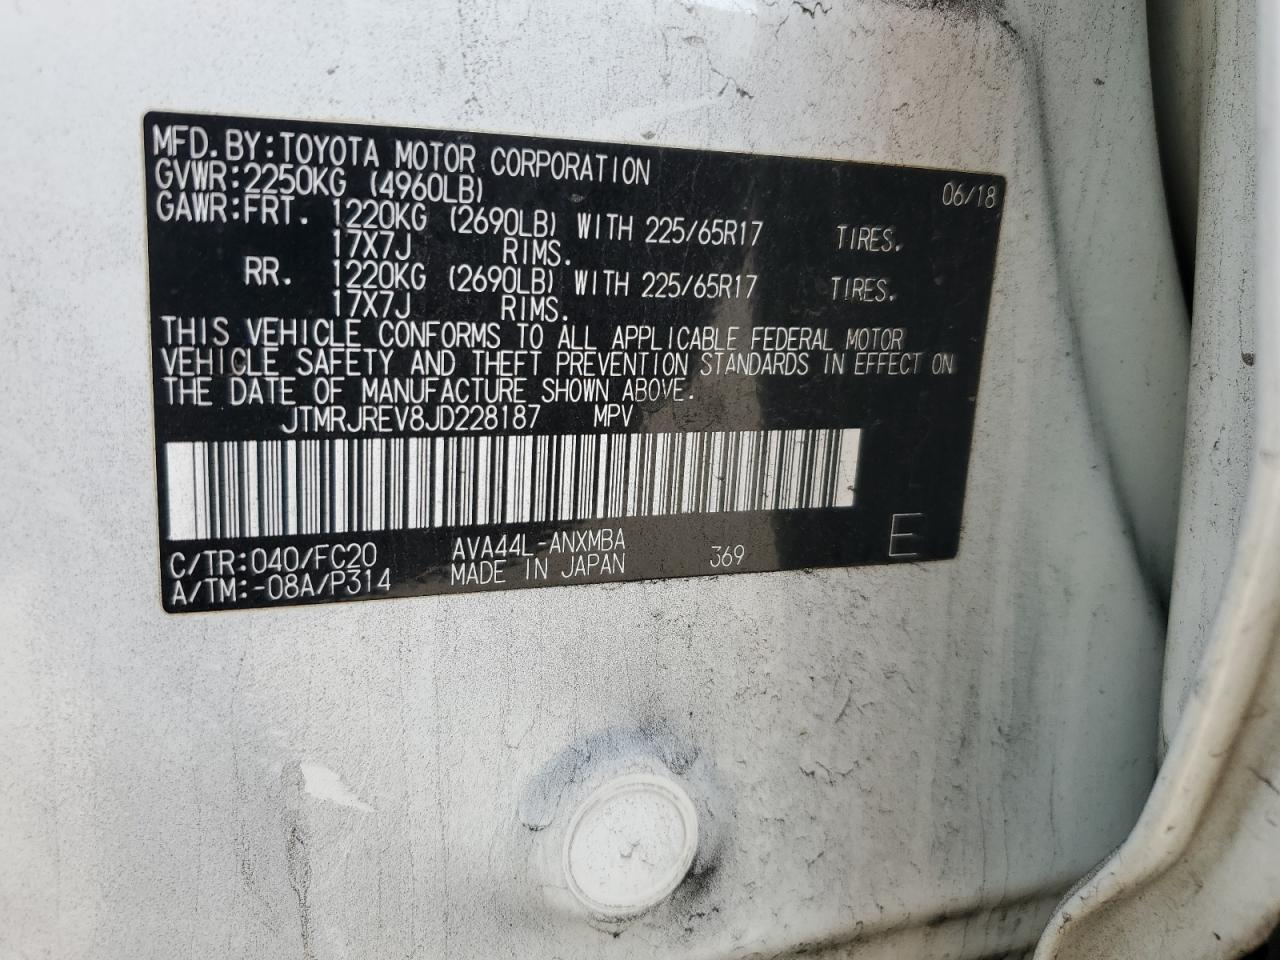 MFD.BY:TOYOTA MOTOR CORPORATION 06/18
GVWR:2250KG (4960LB)
GAWR:FRT. 1220KG (2690LB) WITH 225/65R17 TIRES.
17X7J RIMS.
RR. 1220KG (2690LB) WITH 225/65R17 TIRES.
17X7J RIMS.
THIS VEHICLE CONFORMS TO ALL APPLICABLE FEDERAL MOTOR
VEHICLE SAFETY AND THEFT PREVENTION STANDARDS IN EFFECT ON
THE DATE OF MANUFACTURE SHOWN ABOVE.
JTMRJREV8JD228187 MPV
C/TR:040/FC20 AVA44L-ANXMBA 369 E
A/TM:-08A/P314 MADE IN JAPAN